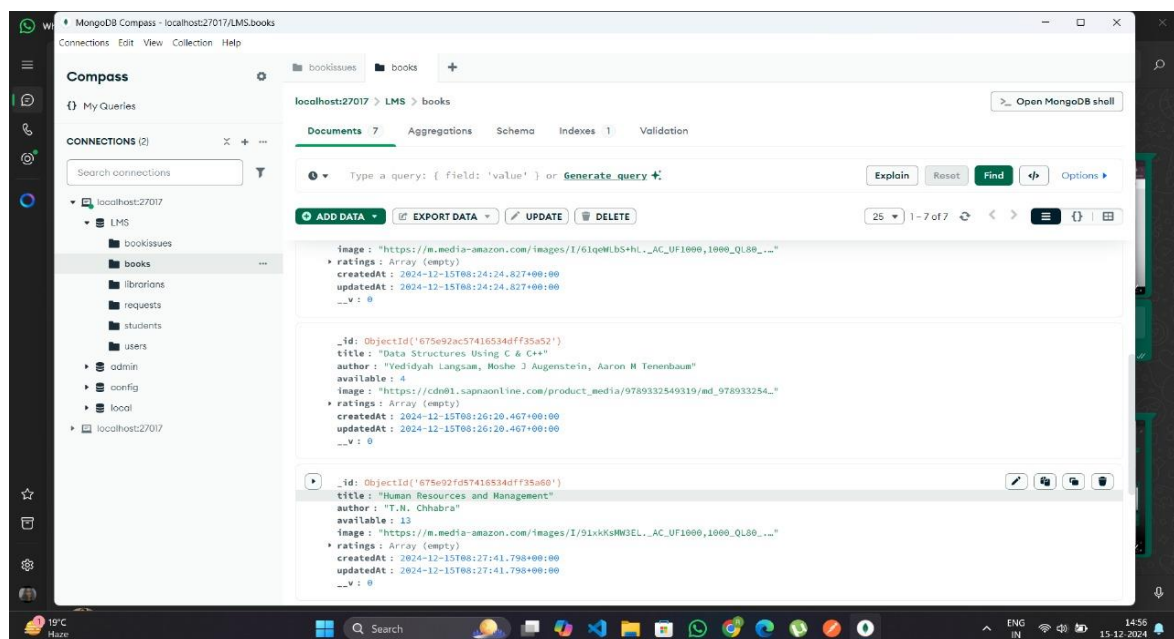 MongoDB Compass - localhost:27017/LMS.books
Connections Edit View Collection Help
Compass
{} My Queries
CONNECTIONS (2)
Search connections
localhost:27017
LMS
bookissues
books
librarians
requests
students
users
admin
config
local
localhost:27017
bookissues books
localhost:27017 > LMS > books
>_ Open MongoDB shell
Documents 7 Aggregations Schema Indexes 1 Validation
Type a query: { field: 'value' } or Generate query
Explain Reset Find </> Options
ADD DATA EXPORT DATA UPDATE DELETE
25 1 - 7 of 7 {}
image : "https://m.media-amazon.com/images/I/61qeWLbS+hL._AC_UF1000,1000_QL80_.…"
ratings : Array (empty)
createdAt : 2024-12-15T08:24:24.827+00:00
updatedAt : 2024-12-15T08:24:24.827+00:00
__v : 0
_id: ObjectId('675e92ac57416534dff35a52')
title : "Data Structures Using C & C++"
author : "Yedidyah Langsam, Moshe J Augenstein, Aaron M Tenenbaum"
available : 4
image : "https://cdn01.sapnaonline.com/product_media/9789332549319/md_978933254…"
ratings : Array (empty)
createdAt : 2024-12-15T08:26:20.467+00:00
updatedAt : 2024-12-15T08:26:20.467+00:00
__v : 0
_id: ObjectId('675e92fd57416534dff35a60')
title : "Human Resources and Management"
author : "T.N. Chhabra"
available : 13
image : "https://m.media-amazon.com/images/I/91xkKsMW3EL._AC_UF1000,1000_QL80_.…"
ratings : Array (empty)
createdAt : 2024-12-15T08:27:41.798+00:00
updatedAt : 2024-12-15T08:27:41.798+00:00
__v : 0
19°C
Haze
Search
ENG
IN
14:56
15-12-2024